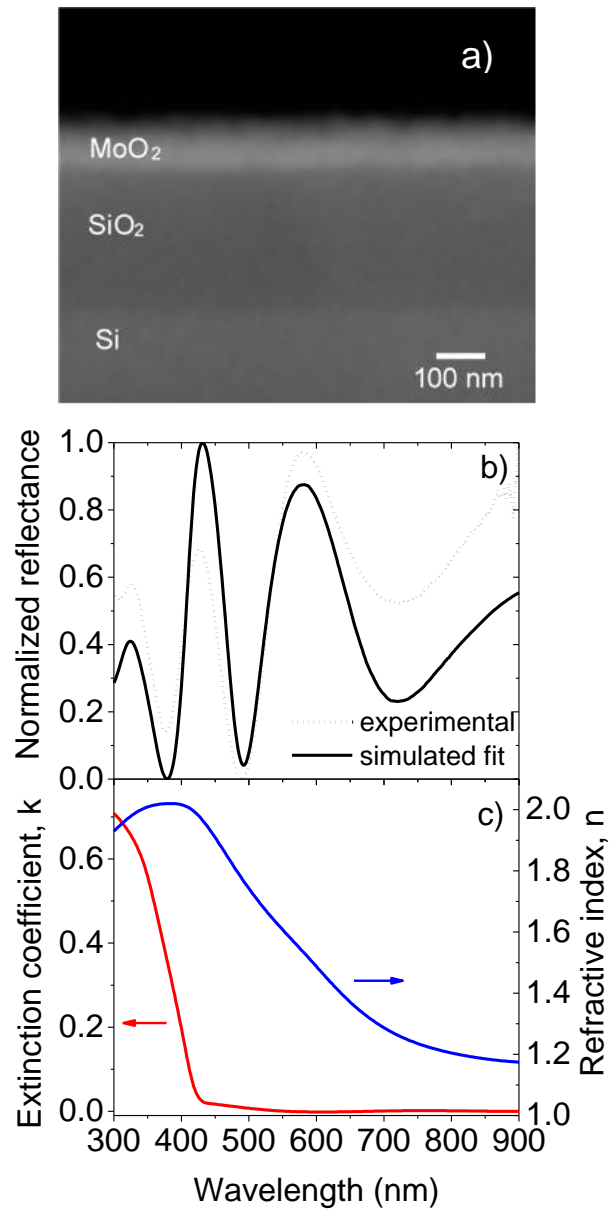 a)
MoO₂
SiO₂
Si
100 nm
b)
Normalized reflectance
1.0
0.8
0.6
0.4
0.2
0.0
experimental
simulated fit
c)
Extinction coefficient, k
0.6
0.4
0.2
0.0
Refractive index, n
2.0
1.8
1.6
1.4
1.2
1.0
300 400 500 600 700 800 900
Wavelength (nm)